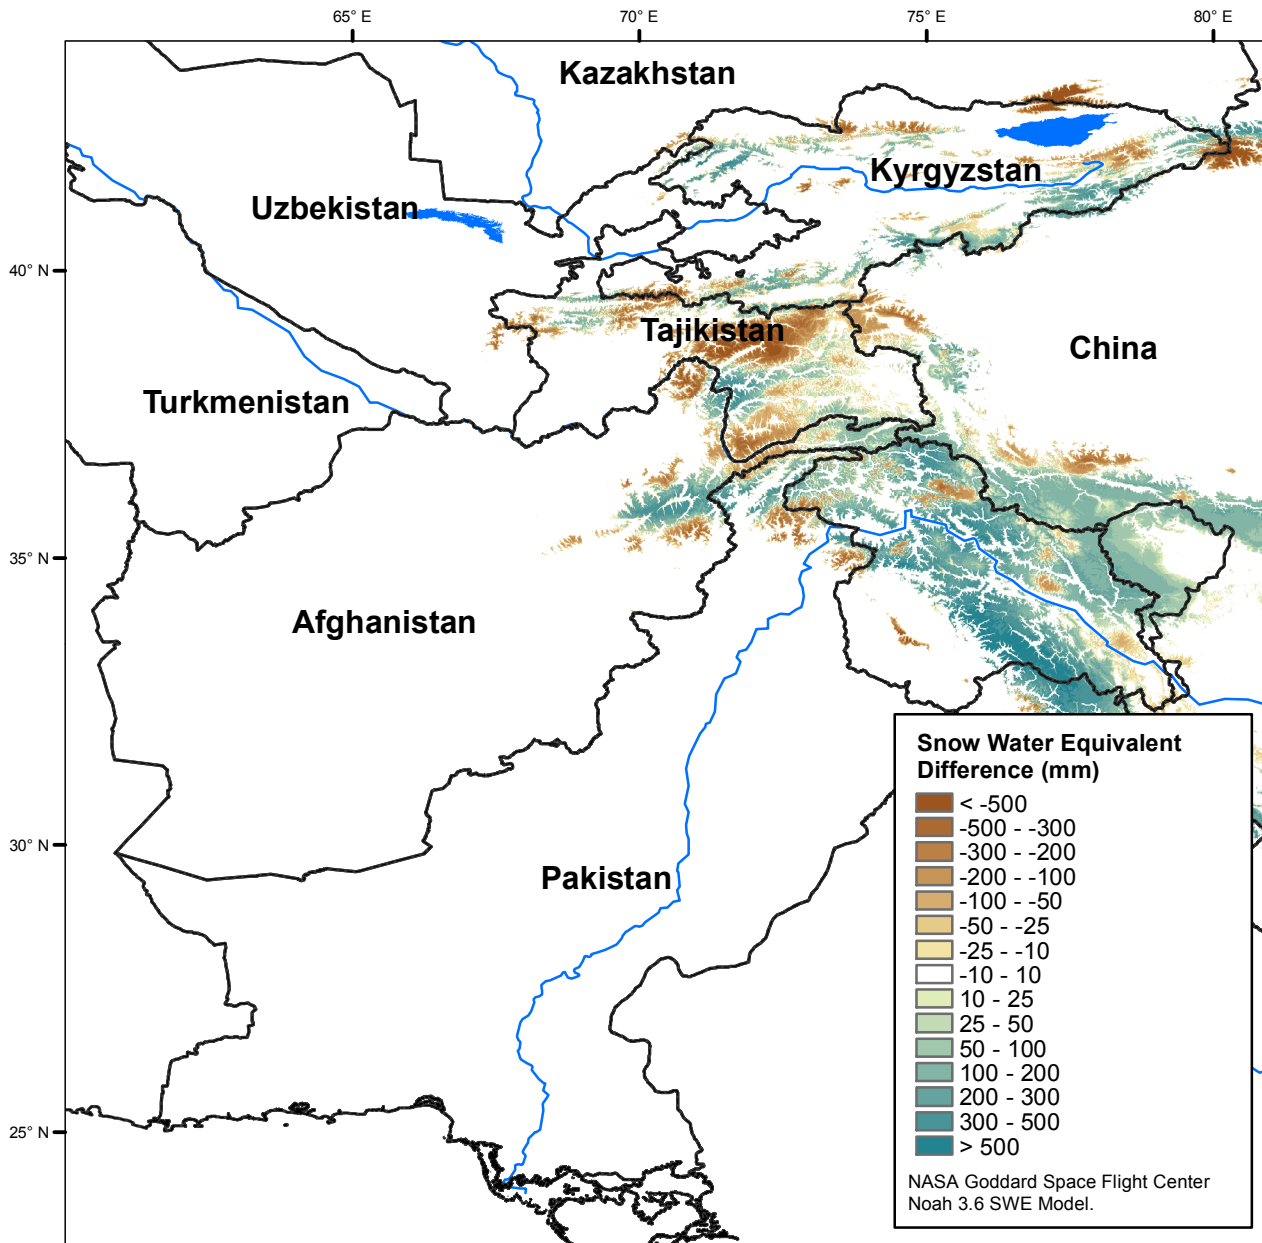 65° E
70° E
75° E
80° E
Kazakhstan
Kyrgyzstan
Uzbekistan
40° N
Tajikistan
China
Turkmenistan
35° N
Afghanistan
30° N
Pakistan
25° N
Snow Water Equivalent
Difference (mm)
< -500
-500 - -300
-300 - -200
-200 - -100
-100 - -50
-50 - -25
-25 - -10
-10 - 10
10 - 25
25 - 50
50 - 100
100 - 200
200 - 300
300 - 500
> 500
NASA Goddard Space Flight Center
Noah 3.6 SWE Model.